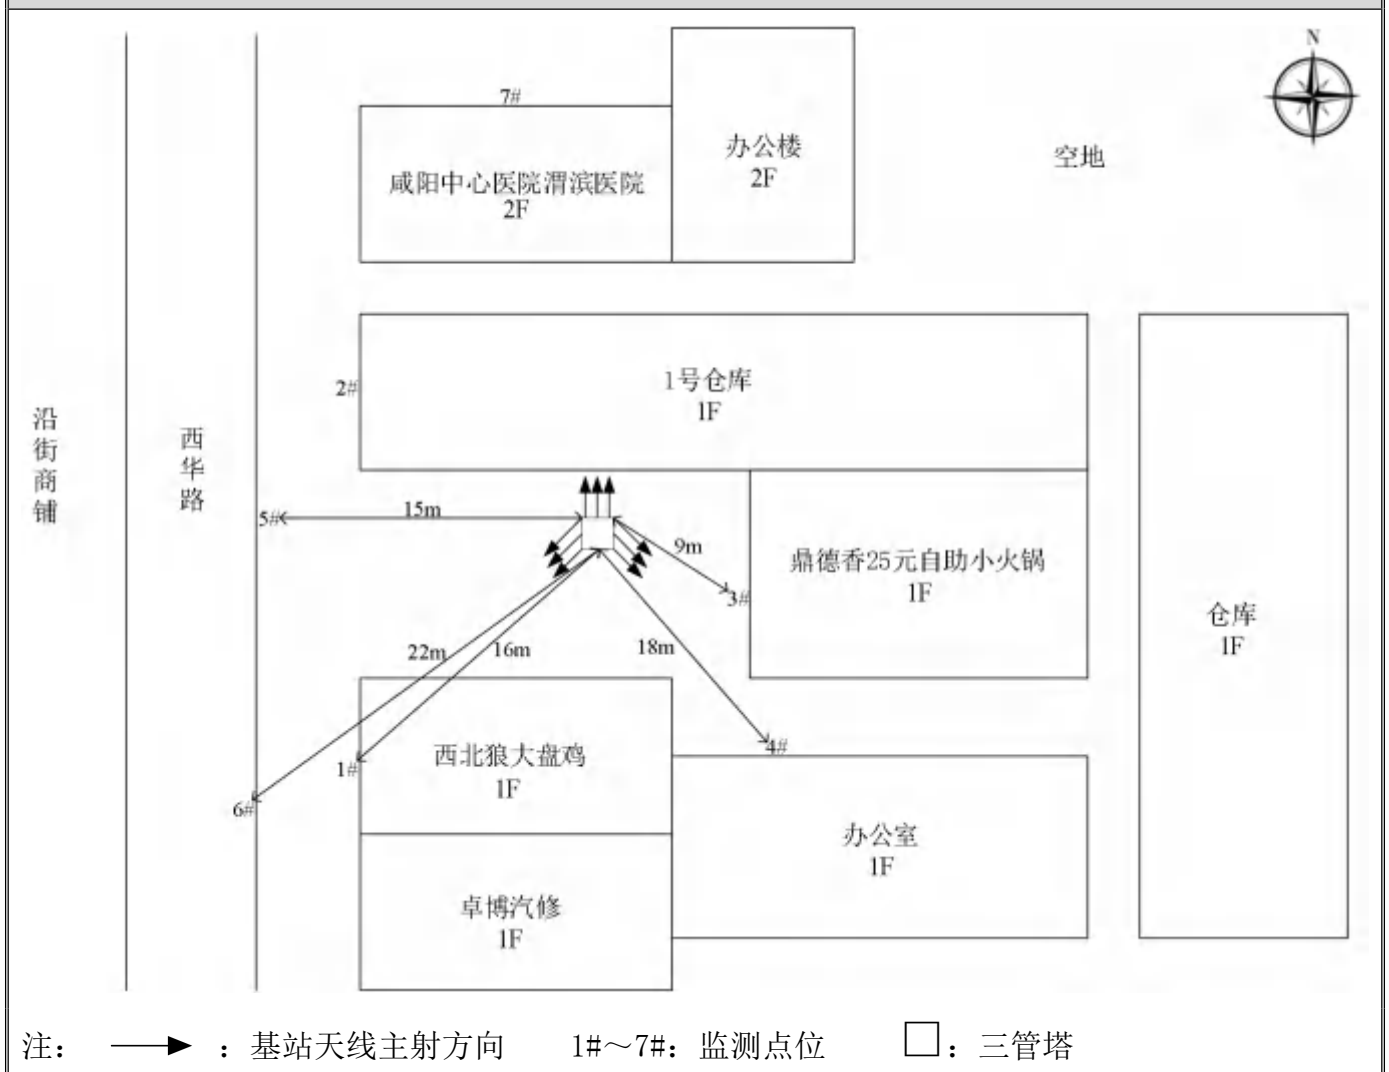 N
7#
办公楼
2F
空地
咸阳中心医院渭滨医院
2F
2#
1号仓库
1F
沿街商铺
西华路
5#
15m
9m
3#
鼎德香25元自助小火锅
1F
仓库
1F
22m
16m
18m
4#
1#
西北狼大盘鸡
1F
6#
办公室
1F
卓博汽修
1F
注： ：基站天线主射方向 1#～7#：监测点位 ：三管塔